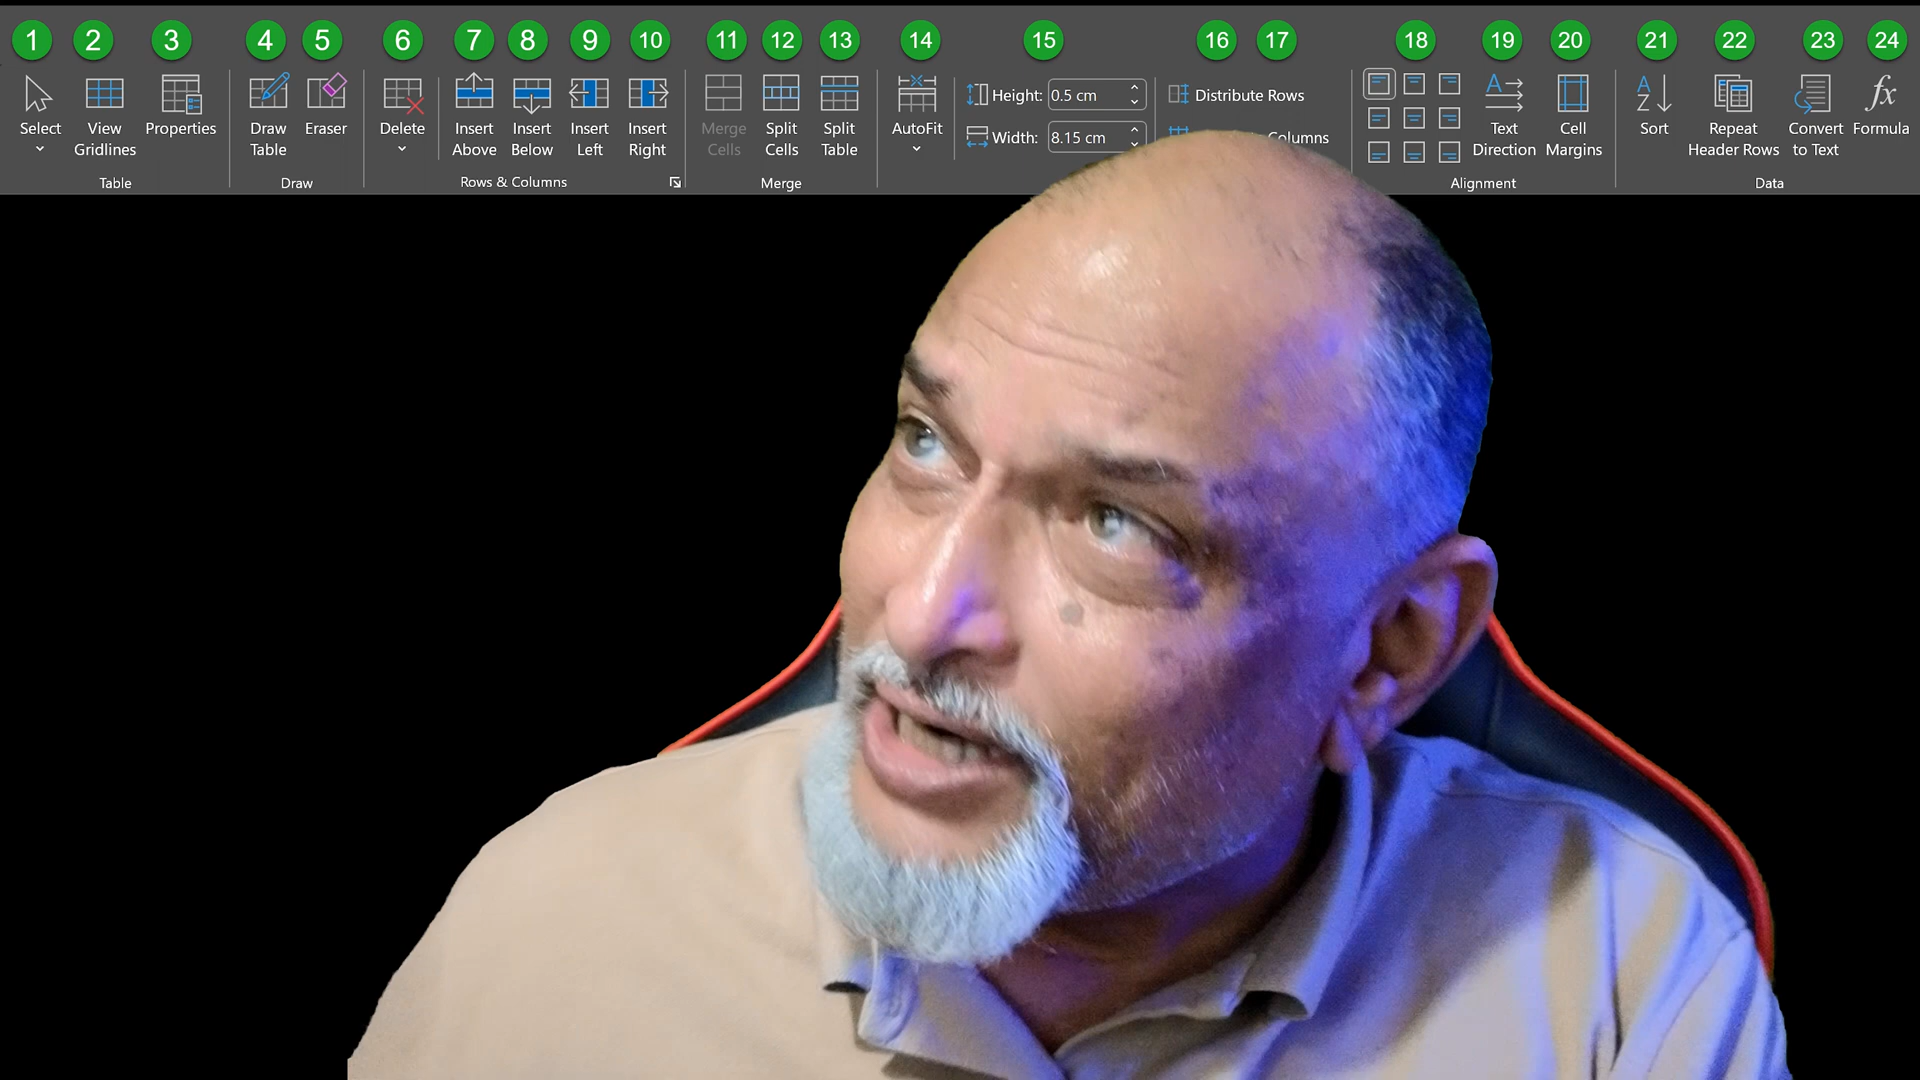 1 2 3 4 5 6 7 8 9 10 11 12 13 14 15 16 17 18 19 20 21 22 23 24
Select
View
Gridlines
Properties
Table
Draw
Table
Eraser
Draw
Delete
Insert
Above
Insert
Below
Insert
Left
Insert
Right
Rows & Columns
Merge
Cells
Split
Cells
Split
Table
Merge
AutoFit
Height: 0.5 cm
Width: 8.15 cm
Distribute Rows
Columns
Text
Direction
Cell
Margins
Alignment
A
Z
Sort
Repeat
Header Rows
Convert
to Text
fx
Formula
Data